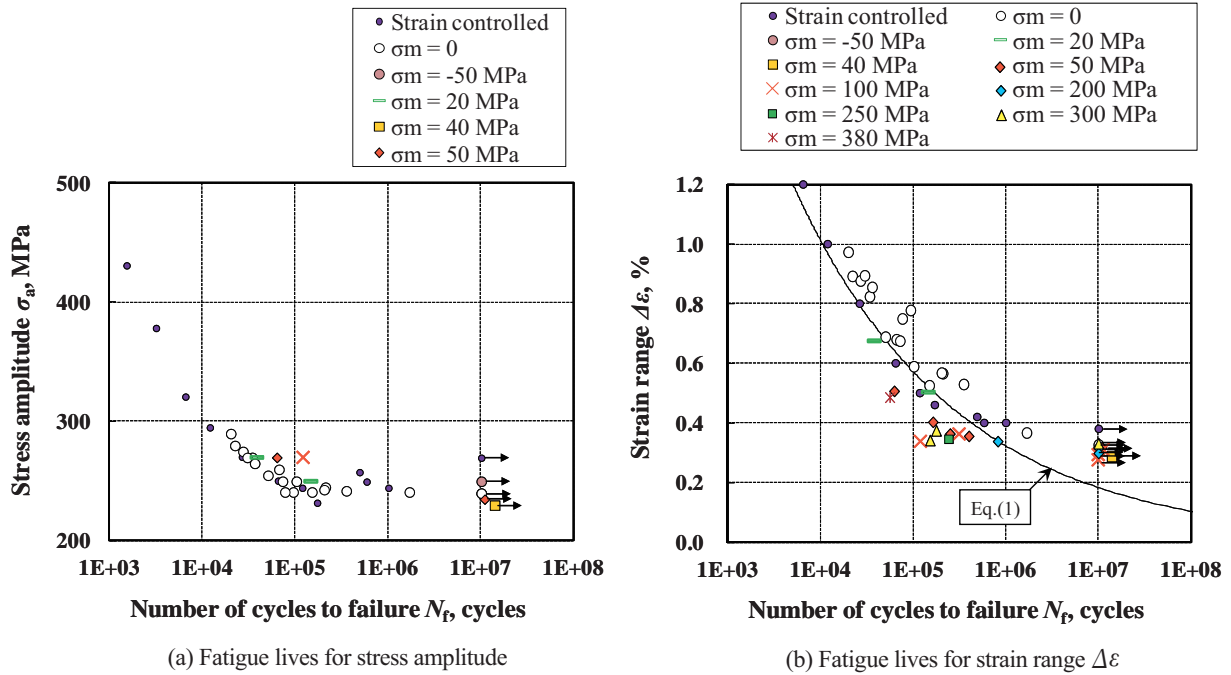 Strain controlled
σm = 0
σm = -50 MPa
σm = 20 MPa
σm = 40 MPa
σm = 50 MPa
500
400
300
200
Stress amplitude σa, MPa
1E+03 1E+04 1E+05 1E+06 1E+07 1E+08
Number of cycles to failure Nf, cycles
(a) Fatigue lives for stress amplitude
Strain controlled σm = 0
σm = -50 MPa σm = 20 MPa
σm = 40 MPa σm = 50 MPa
σm = 100 MPa σm = 200 MPa
σm = 250 MPa σm = 300 MPa
σm = 380 MPa
1.2
1.0
0.8
0.6
0.4
0.2
0.0
Strain range Δε, %
Eq.(1)
1E+03 1E+04 1E+05 1E+06 1E+07 1E+08
Number of cycles to failure Nf, cycles
(b) Fatigue lives for strain range Δε